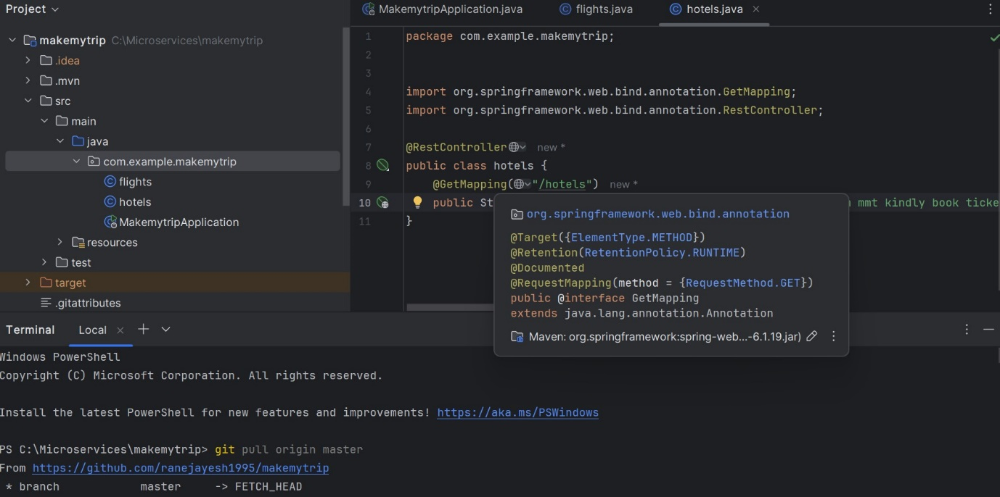 Project
makemytrip C:\Microservices\makemytrip
.idea
.mvn
src
main
java
com.example.makemytrip
flights
hotels
MakemytripApplication
resources
test
target
.gitattributes
MakemytripApplication.java flights.java hotels.java
1 package com.example.makemytrip;
2
3
4 import org.springframework.web.bind.annotation.GetMapping;
5 import org.springframework.web.bind.annotation.RestController;
6
7 @RestController new *
8 public class hotels {
9 @GetMapping("/hotels") new *
10 public St mmt kindly book ticke
11 }
org.springframework.web.bind.annotation
@Target({ElementType.METHOD})
@Retention(RetentionPolicy.RUNTIME)
@Documented
@RequestMapping(method = {RequestMethod.GET})
public @interface GetMapping
extends java.lang.annotation.Annotation
Maven: org.springframework:spring-web...-6.1.19.jar)
Terminal Local
Windows PowerShell
Copyright (C) Microsoft Corporation. All rights reserved.
Install the latest PowerShell for new features and improvements! https://aka.ms/PSWindows
PS C:\Microservices\makemytrip> git pull origin master
From https://github.com/ranejayesh1995/makemytrip
* branch master -> FETCH_HEAD